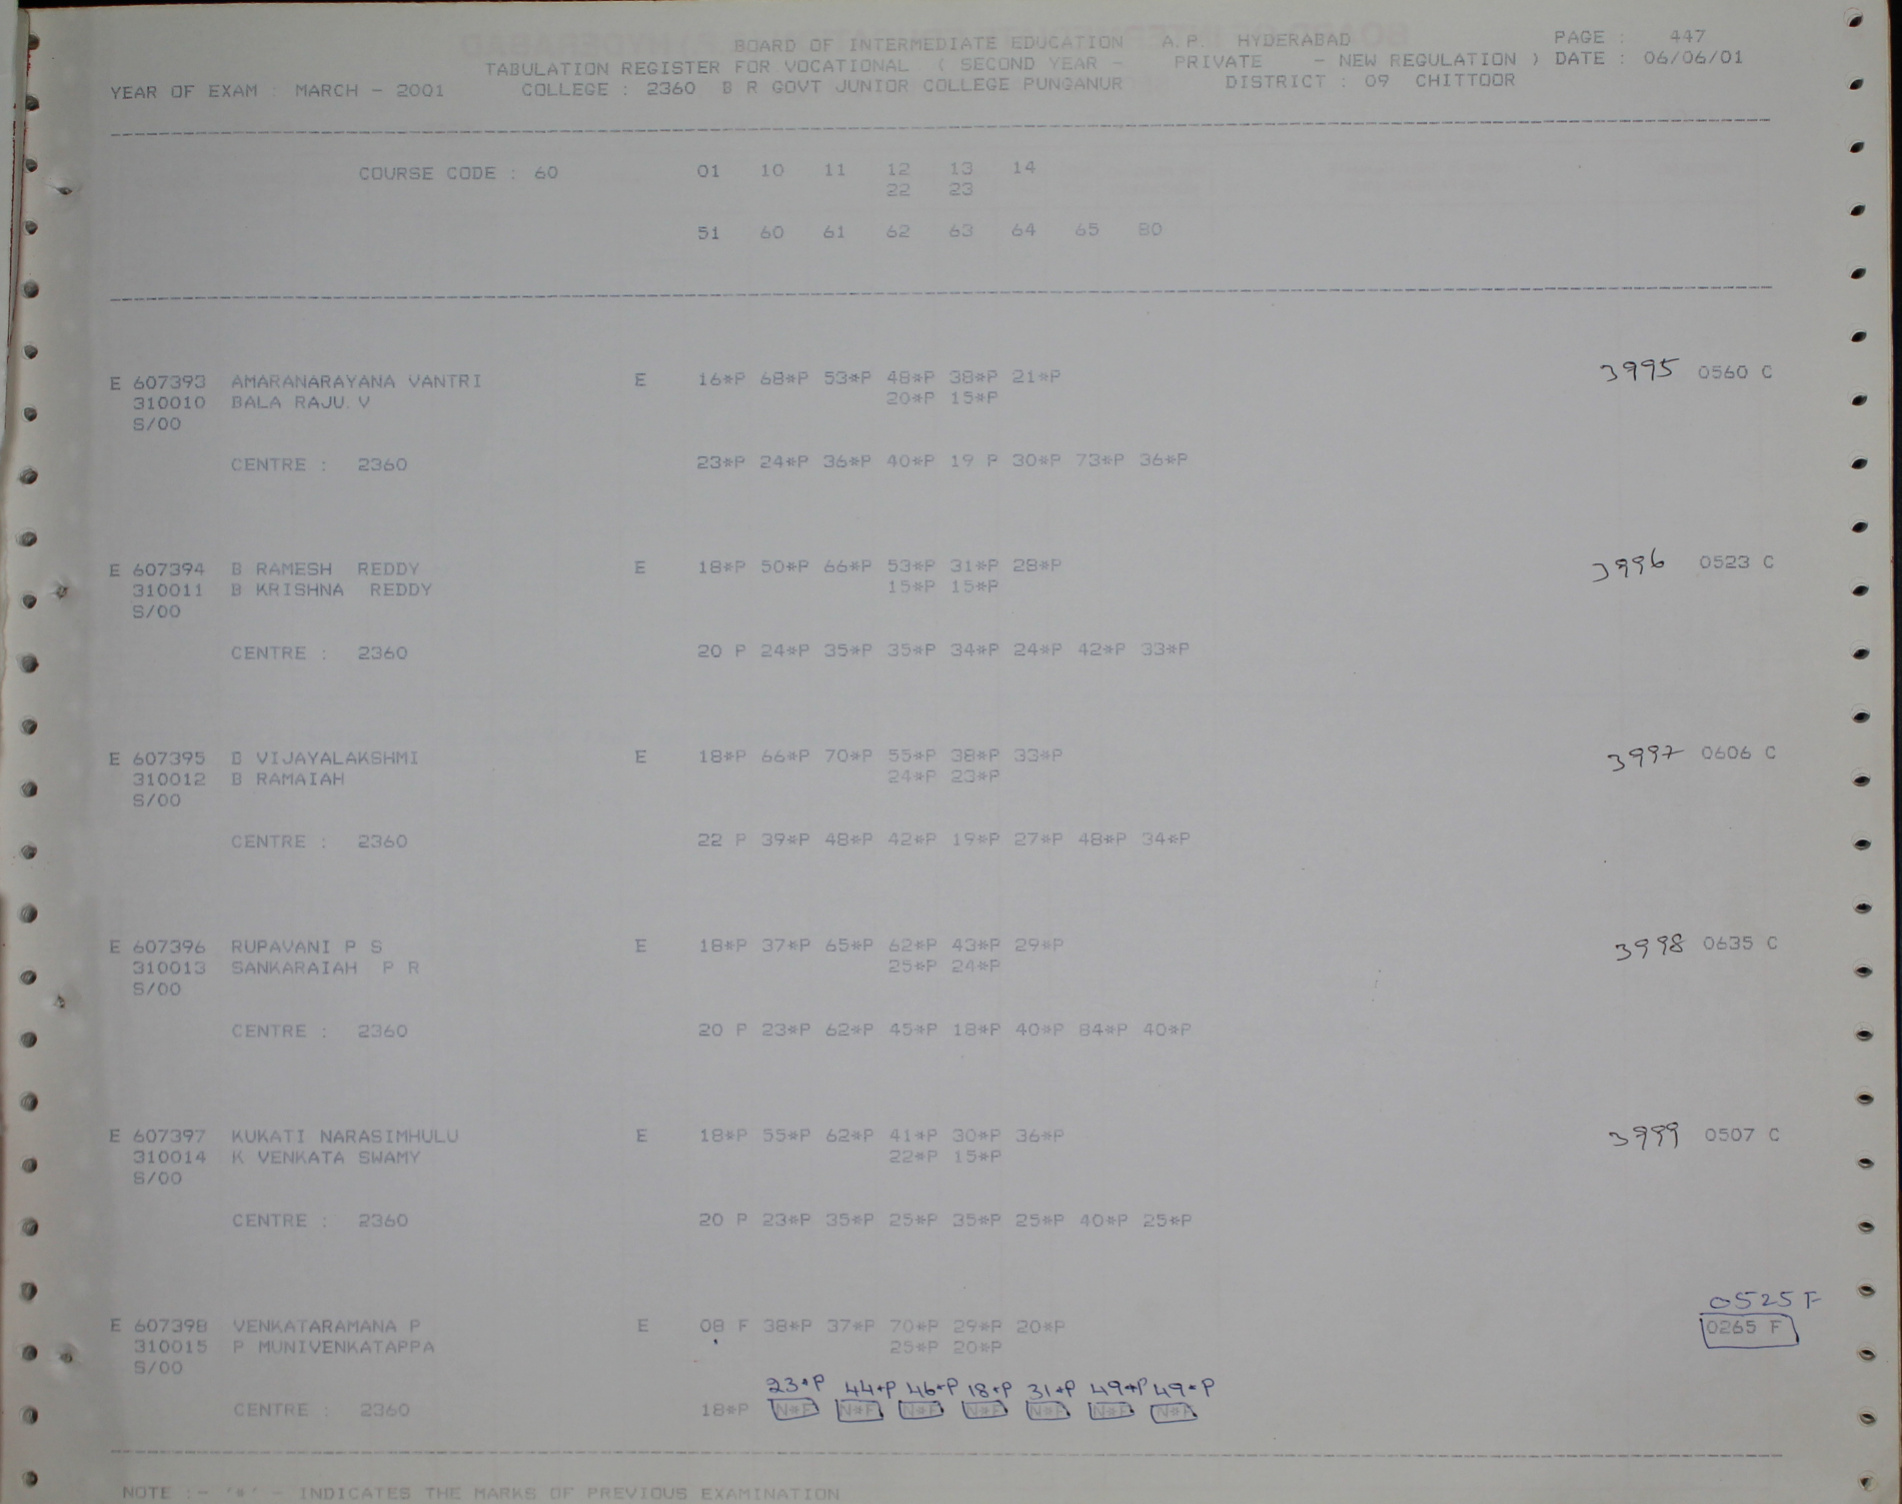 BOARD OF INTERMEDIATE EDUCATION A.P. HYDERABAD PAGE : 447
TABULATION REGISTER FOR VOCATIONAL ( SECOND YEAR - PRIVATE - NEW REGULATION ) DATE : 06/06/01
YEAR OF EXAM : MARCH - 2001 COLLEGE : 2360 B R GOVT JUNIOR COLLEGE PUNGANUR DISTRICT : 09 CHITTOOR
COURSE CODE : 60 01 10 11 12 13 14
22 23
51 60 61 62 63 64 65 80
E 607393 AMARANARAYANA VANTRI E 16*P 68*P 53*P 48*P 38*P 21*P 3995 0560 C
310010 BALA RAJU.V 20*P 15*P
S/00
CENTRE : 2360 23*P 24*P 36*P 40*P 19 P 30*P 73*P 36*P
E 607394 B RAMESH REDDY E 18*P 50*P 66*P 53*P 31*P 28*P 3996 0523 C
310011 B KRISHNA REDDY 15*P 15*P
S/00
CENTRE : 2360 20 P 24*P 35*P 35*P 34*P 24*P 42*P 33*P
E 607395 B VIJAYALAKSHMI E 18*P 66*P 70*P 55*P 38*P 33*P 3997 0606 C
310012 B RAMAIAH 24*P 23*P
S/00
CENTRE : 2360 22 P 39*P 48*P 42*P 19*P 27*P 48*P 34*P
E 607396 RUPAVANI P S E 18*P 37*P 65*P 62*P 43*P 29*P 3998 0635 C
310013 SANKARAIAH P R 25*P 24*P
S/00
CENTRE : 2360 20 P 23*P 62*P 45*P 18*P 40*P 84*P 40*P
E 607397 KUKATI NARASIMHULU E 18*P 55*P 62*P 41*P 30*P 36*P 3999 0507 C
310014 K VENKATA SWAMY 22*P 15*P
S/00
CENTRE : 2360 20 P 23*P 35*P 25*P 35*P 25*P 40*P 25*P
0525 F
E 607398 VENKATARAMANA P E 08 F 38*P 37*P 70*P 29*P 20*P 0265 F
310015 P MUNIVENKATAPPA 25*P 20*P
S/00
23*P 44*P 46*P 18*P 31*P 49*P 49*P
CENTRE : 2360 18*P N*F N*F N*F N*F N*F N*F N*F
NOTE :- '*' - INDICATES THE MARKS OF PREVIOUS EXAMINATION